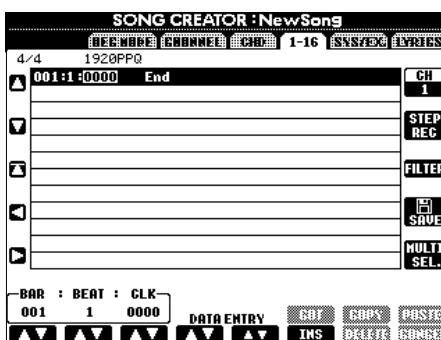 SONG CREATOR : NewSong
REC MODE CHANNEL CHD 1-16 SYS/EX. LYRICS
4/4 1920PPQ
001:1:0000 End
CH
1
STEP
REC
FILTER
SAVE
MULTI
SEL.
BAR : BEAT : CLK
001 1 0000
DATA ENTRY
CUT COPY PASTE
INS DELETE